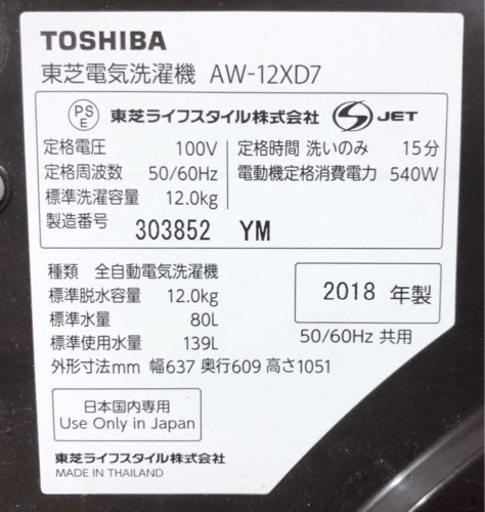 TOSHIBA
東芝電気洗濯機 AW-12XD7
PS E 東芝ライフスタイル株式会社 S JET
定格電圧 100V 定格時間 洗いのみ 15分
定格周波数 50/60Hz 電動機定格消費電力 540W
標準洗濯容量 12.0kg
製造番号 303852 YM
種類 全自動電気洗濯機
標準脱水容量 12.0kg 2018 年製
標準水量 80L
標準使用水量 139L 50/60Hz 共用
外形寸法mm 幅637 奥行609 高さ1051
日本国内専用
Use Only in Japan
東芝ライフスタイル株式会社
MADE IN THAILAND